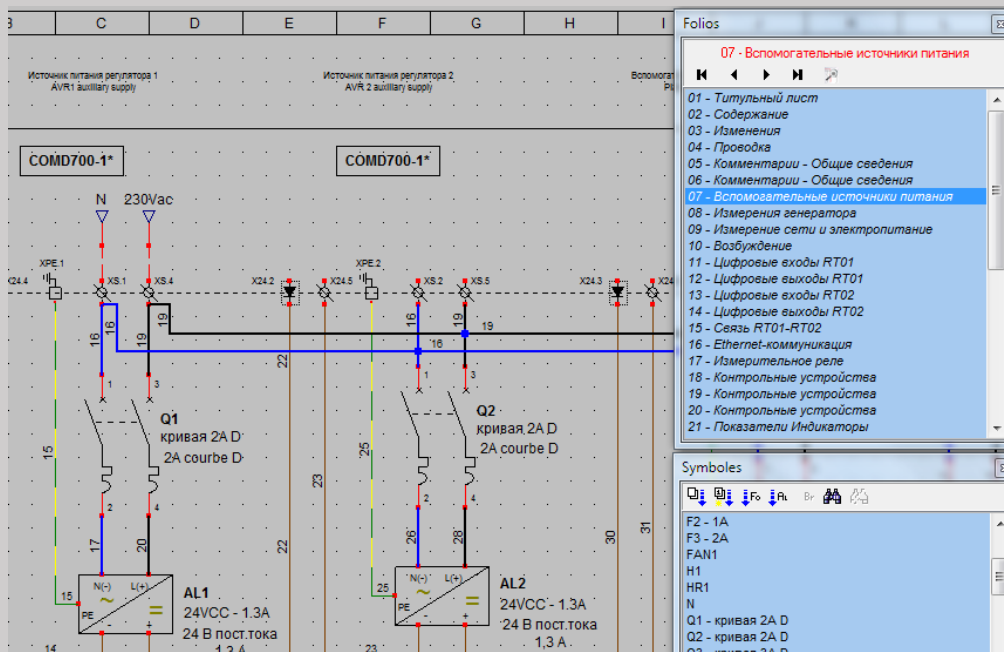 B C D E F G H I
Источник питания регулятора 1
AVR1 auxiliary supply
Источник питания регулятора 2
AVR 2 auxiliary supply
COMD700-1*
COMD700-1*
N 230Vac
XPE.1
XS.1 XS.4
X24.2
X24.5
XPE.2
XS.2 XS.5
X24.3
16 16 19 19
22
16 19 19
16
1 3
1 3
Q1
кривая 2A D
2A courbe D
Q2
кривая 2A D
2A courbe D
15
23
25
2 4
2 4
17 20
22
26 28
30 31
15
N(-) L(+)
PE
- +
AL1
24VCC - 1.3A
24 В пост.тока
1,3 A
25
N(-) L(+)
PE
- +
AL2
24VCC - 1.3A
24 В пост.тока
1,3 A
14
23
Folios
07 - Вспомогательные источники питания
01 - Титульный лист
02 - Содержание
03 - Изменения
04 - Проводка
05 - Комментарии - Общие сведения
06 - Комментарии - Общие сведения
07 - Вспомогательные источники питания
08 - Измерения генератора
09 - Измерение сети и электропитание
10 - Возбуждение
11 - Цифровые входы RT01
12 - Цифровые выходы RT01
13 - Цифровые входы RT02
14 - Цифровые выходы RT02
15 - Связь RT01-RT02
16 - Ethernet-коммуникация
17 - Измерительное реле
18 - Контрольные устройства
19 - Контрольные устройства
20 - Контрольные устройства
21 - Показатели Индикаторы
Symboles
Fo AL Br
F2 - 1A
F3 - 2A
FAN1
H1
HR1
N
Q1 - кривая 2A D
Q2 - кривая 2A D